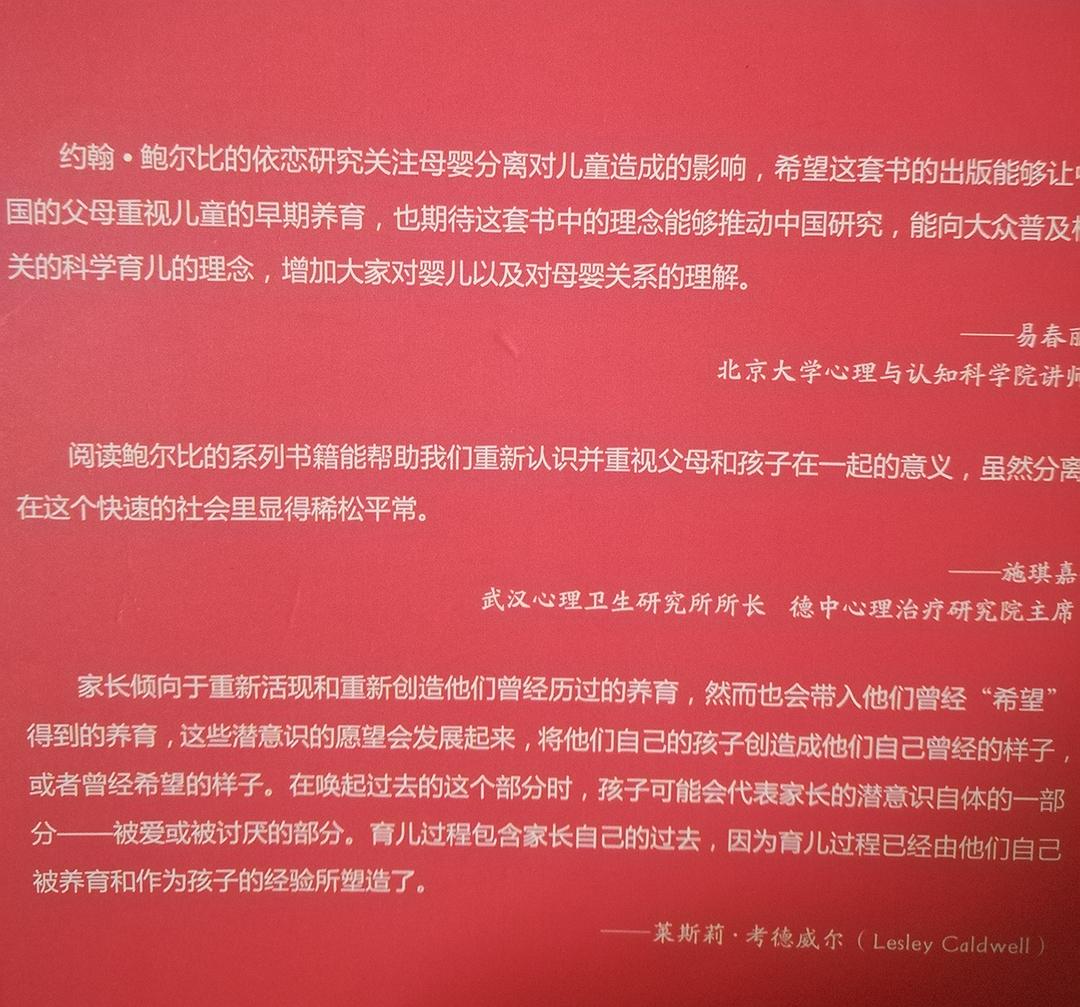 约翰•鲍尔比的依恋研究关注母婴分离对儿童造成的影响，希望这套书的出版能够让
国的父母重视儿童的早期养育，也期待这套书中的理念能够推动中国研究，能向大众普及
关的科学育儿的理念，增加大家对婴儿以及对母婴关系的理解。
——易春
北京大学心理与认知科学院讲师
阅读鲍尔比的系列书籍能帮助我们重新认识并重视父母和孩子在一起的意义，虽然分离
在这个快速的社会里显得稀松平常。
——施琪嘉
武汉心理卫生研究所所长 德中心理治疗研究院主席
家长倾向于重新活现和重新创造他们曾经历过的养育，然而也会带入他们曾经“希望”
得到的养育，这些潜意识的愿望会发展起来，将他们自己的孩子创造成他们自己曾经的样子，
或者曾经希望的样子。在唤起过去的这个部分时，孩子可能会代表家长的潜意识自体的一部
分——被爱或被讨厌的部分。育儿过程包含家长自己的过去，因为育儿过程已经由他们自己
被养育和作为孩子的经验所塑造了。
——莱斯莉·考德威尔（Lesley Caldwell）